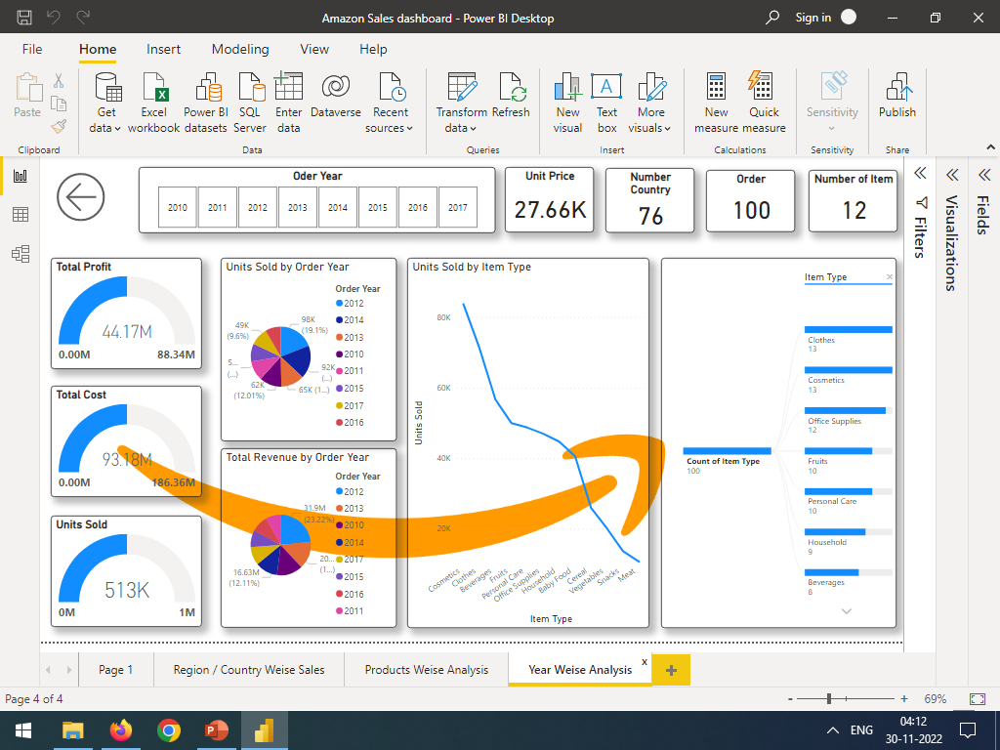 Amazon Sales dashboard - Power BI Desktop
Sign in
File Home Insert Modeling View Help
Paste
Clipboard
Get data
Excel workbook
Power BI datasets
SQL Server
Enter data
Dataverse
Recent sources
Data
Transform data
Refresh
Queries
New visual
Text box
More visuals
Insert
New measure
Quick measure
Calculations
Sensitivity
Sensitivity
Publish
Share
Oder Year
2010 2011 2012 2013 2014 2015 2016 2017
Unit Price
27.66K
Number Country
76
Order
100
Number of Item
12
Filters
Visualizations
Fields
Total Profit
44.17M
0.00M 88.34M
Total Cost
93.18M
0.00M 186.36M
Units Sold
513K
0M 1M
Units Sold by Order Year
98K
(19.1%)
92K
(...)
65K (1...)
62K
(12.01%)
5...
(...)
49K
(9.6%)
Order Year
2012
2014
2013
2010
2011
2015
2017
2016
Total Revenue by Order Year
31.9M
(23.22%)
20...
(1...)
16.63M
(12.11%)
Order Year
2012
2013
2010
2014
2017
2015
2016
2011
Units Sold by Item Type
80K
60K
40K
20K
Units Sold
Cosmetics
Clothes
Beverages
Fruits
Personal Care
Office Supplies
Household
Baby Food
Cereal
Vegetables
Snacks
Meat
Item Type
Count of Item Type
100
Item Type ×
Clothes
13
Cosmetics
13
Office Supplies
12
Fruits
10
Personal Care
10
Household
9
Beverages
8
Page 1
Region / Country Weise Sales
Products Weise Analysis
Year Weise Analysis x
+
Page 4 of 4
- + 69%
ENG
04:12
30-11-2022